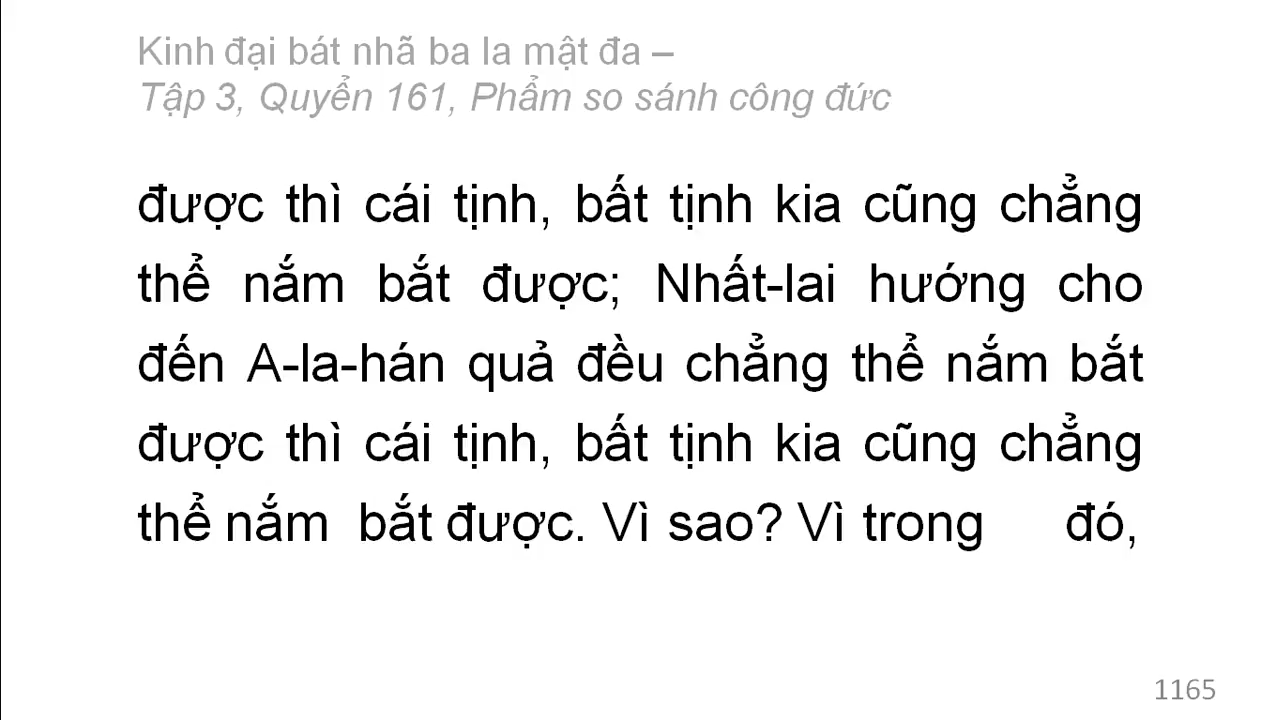 Kinh đại bát nhã ba la mật đa –
Tập 3, Quyển 161, Phẩm so sánh công đức
được thì cái tịnh, bất tịnh kia cũng chẳng
thể nắm bắt được; Nhất-lai hướng cho
đến A-la-hán quả đều chẳng thể nắm bắt
được thì cái tịnh, bất tịnh kia cũng chẳng
thể nắm bắt được. Vì sao? Vì trong đó,
1165